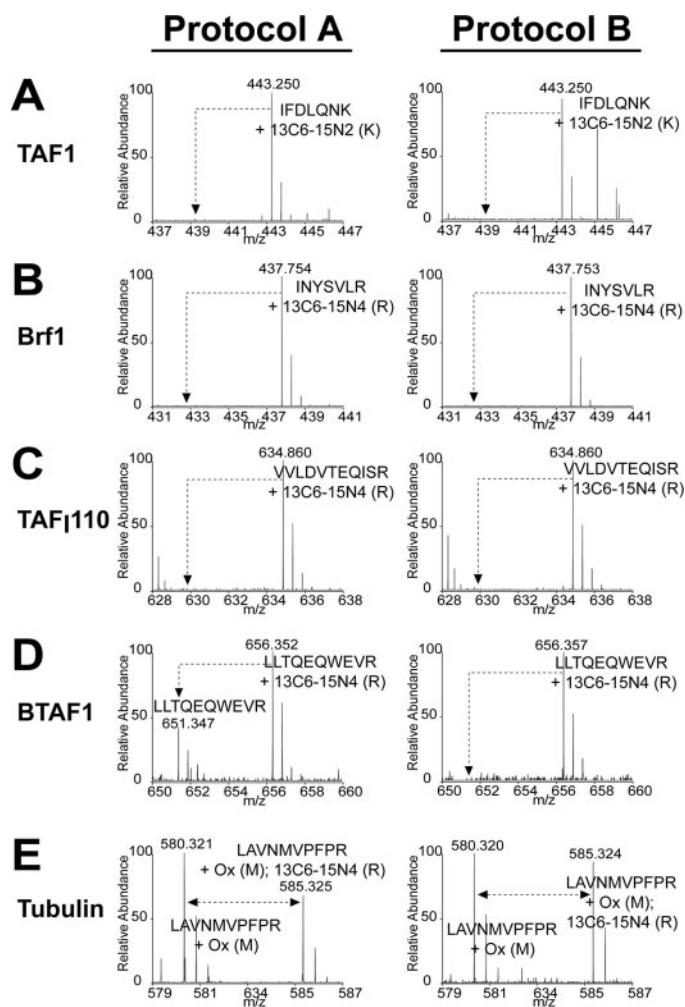 Protocol A
Protocol B
A
TAF1
Relative Abundance
100
50
0
443.250
IFDLQNK
+ 13C6-15N2 (K)
437 439 441 443 445 447
m/z
Relative Abundance
100
50
0
443.250
IFDLQNK
+ 13C6-15N2 (K)
437 439 441 443 445 447
m/z
B
Brf1
Relative Abundance
100
50
0
437.754
INYSVLR
+ 13C6-15N4 (R)
431 433 435 437 439 441
m/z
Relative Abundance
100
50
0
437.753
INYSVLR
+ 13C6-15N4 (R)
431 433 435 437 439 441
m/z
C
TAFI110
Relative Abundance
100
50
0
634.860
VVLDVTEQISR
+ 13C6-15N4 (R)
628 630 632 634 636 638
m/z
Relative Abundance
100
50
0
634.860
VVLDVTEQISR
+ 13C6-15N4 (R)
628 630 632 634 636 638
m/z
D
BTAF1
Relative Abundance
100
50
0
656.352
LLTQEQWEVR
+ 13C6-15N4 (R)
LLTQEQWEVR
651.347
650 652 654 656 658 660
m/z
Relative Abundance
100
50
0
656.357
LLTQEQWEVR
+ 13C6-15N4 (R)
650 652 654 656 658 660
m/z
E
Tubulin
Relative Abundance
100
50
0
580.321
LAVNMVPFPR
+ Ox (M); 13C6-15N4 (R)
585.325
LAVNMVPFPR
+ Ox (M)
579 581 634 585 587
m/z
Relative Abundance
100
50
0
580.320
585.324
LAVNMVPFPR
+ Ox (M);
13C6-15N4 (R)
LAVNMVPFPR
+ Ox (M)
579 581 634 585 587
m/z